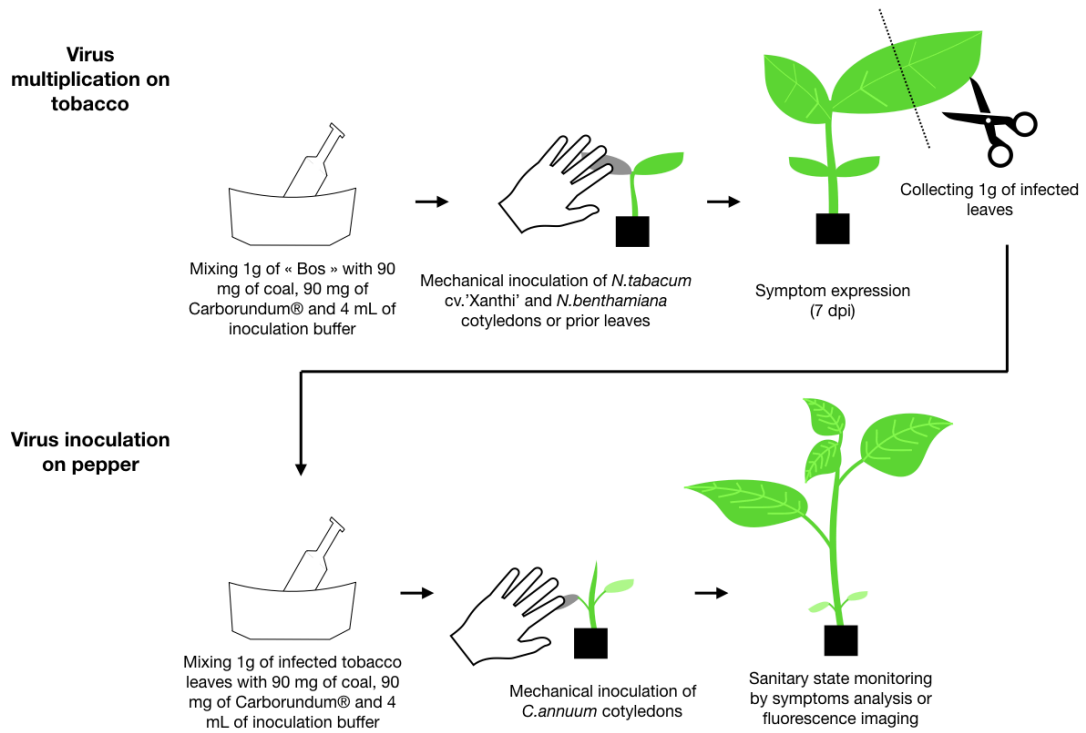 Virus
multiplication on
tobacco
Mixing 1g of « Bos » with 90
mg of coal, 90 mg of
Carborundum® and 4 mL of
inoculation buffer
Mechanical inoculation of N.tabacum
cv.'Xanthi' and N.benthamiana
cotyledons or prior leaves
Symptom expression
(7 dpi)
Collecting 1g of infected
leaves
Virus inoculation
on pepper
Mixing 1g of infected tobacco
leaves with 90 mg of coal, 90
mg of Carborundum® and 4
mL of inoculation buffer
Mechanical inoculation of
C.annuum cotyledons
Sanitary state monitoring
by symptoms analysis or
fluorescence imaging